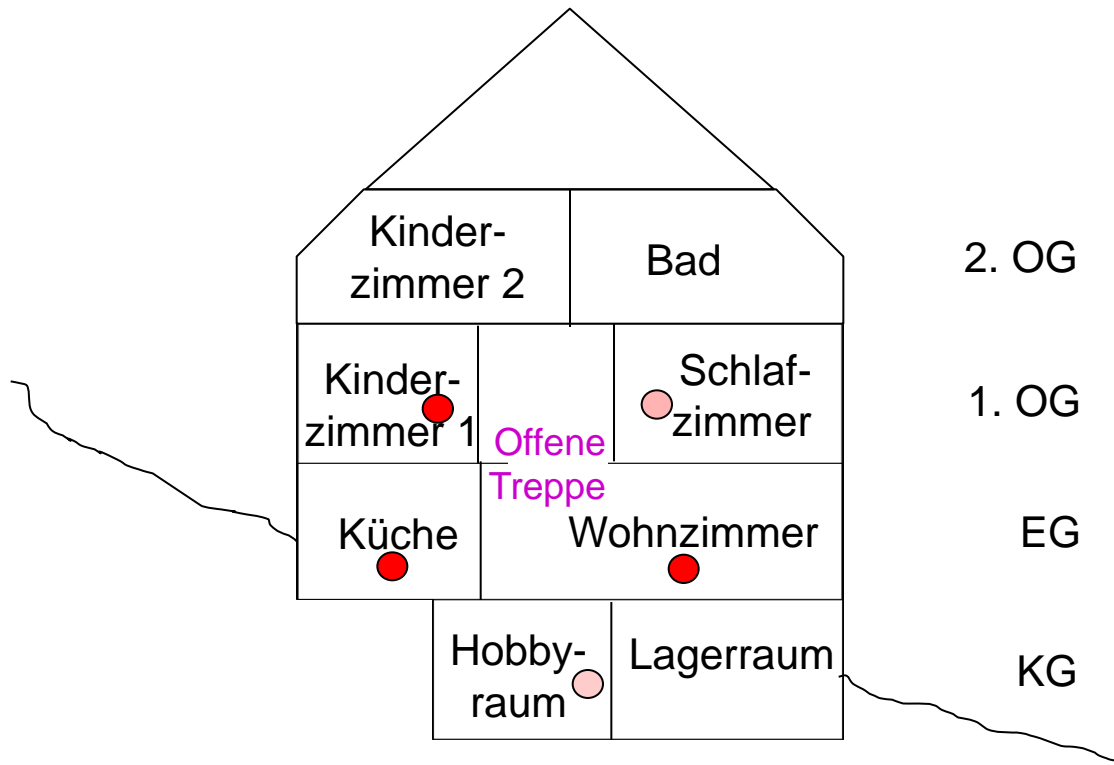 Kinder-
zimmer 2
Bad
2. OG
Kinder-
zimmer 1
Offene
Treppe
Schlaf-
zimmer
1. OG
Küche
Wohnzimmer
EG
Hobby-
raum
Lagerraum
KG